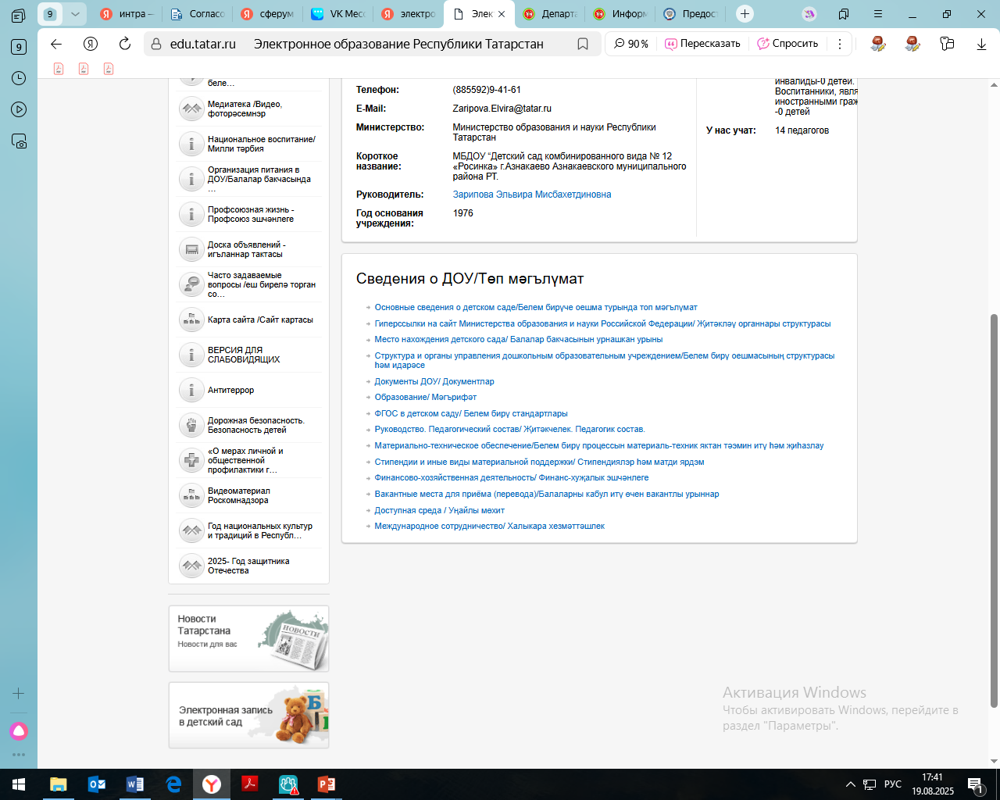 9
интра —
Согласо
сферум
VK Месс
электро
Элек
Департа
Информ
Предос
edu.tatar.ru
Электронное образование Республики Татарстан
90 %
Пересказать
Спросить
9
беле…
Медиатека /Видео,
фоторәсемнэр
Национальное воспитание/
Милли тәрбия
Организация питания в
ДОУ/Балалар бакчасында
…
Профсоюзная жизнь -
Профсоюз эшчәнлеге
Доска объявлений -
игъланнар тактасы
Часто задаваемые
вопросы /еш бирелә торган
со…
Карта сайта /Сайт картасы
ВЕРСИЯ ДЛЯ
СЛАБОВИДЯЩИХ
Антитеррор
Дорожная безопасность.
Безопасность детей
«О мерах личной и
общественной
профилактики г…
Видеоматериал
Роскомнадзора
Год национальных культур
и традиций в Республ…
2025- Год защитника
Отечества
Новости
Татарстана
Новости для вас
НОВОСТИ
Электронная запись
в детский сад
Б
Телефон:
(885592)9-41-61
E-Mail:
Zaripova.Elvira@tatar.ru
Министерство:
Министерство образования и науки Республики
Татарстан
Короткое
название:
МБДОУ “Детский сад комбинированного вида № 12
«Росинка» г.Азнакаево Азнакаевского муниципального
района РТ.
Руководитель:
Зарипова Эльвира Мисбахетдиновна
Год основания
учреждения:
1976
инвалиды-0 детей.
Воспитанники, явля
иностранными граж
-0 детей
У нас учат:
14 педагогов
Сведения о ДОУ/Төп мәгълүмат
Основные сведения о детском саде/Белем бирүче оешма турында топ мәгълүмат
Гиперссылки на сайт Министерства образования и науки Российской Федерации/ Җитәкләү органнары структурасы
Место нахождения детского сада/ Балалар бакчасынын урнашкан урыны
Структура и органы управления дошкольным образовательным учреждением/Белем бирү оешмасының структурасы
һәм идарәсе
Документы ДОУ/ Документлар
Образование/ Мәгърифәт
ФГОС в детском саду/ Белем бирү стандартлары
Руководство. Педагогический состав/ Җитәкчелек. Педагогик состав.
Материально-техническое обеспечение/Белем бирү процессын материаль-техник яктан тәэмин итү һәм җиһазлау
Стипендии и иные виды материальной поддержки/ Стипендиялэр һәм матди ярдэм
Финансово-хозяйственная деятельность/ Финанс-хуҗалык эшчәнлеге
Вакантные места для приёма (перевода)/Балаларны кабул итү өчен вакантлы урыннар
Доступная среда / Уңайлы мөхит
Международное сотрудничество/ Халыкара хезмәттәшлек
Активация Windows
Чтобы активировать Windows, перейдите в
раздел "Параметры".
РУС
17:41
19.08.2025
1